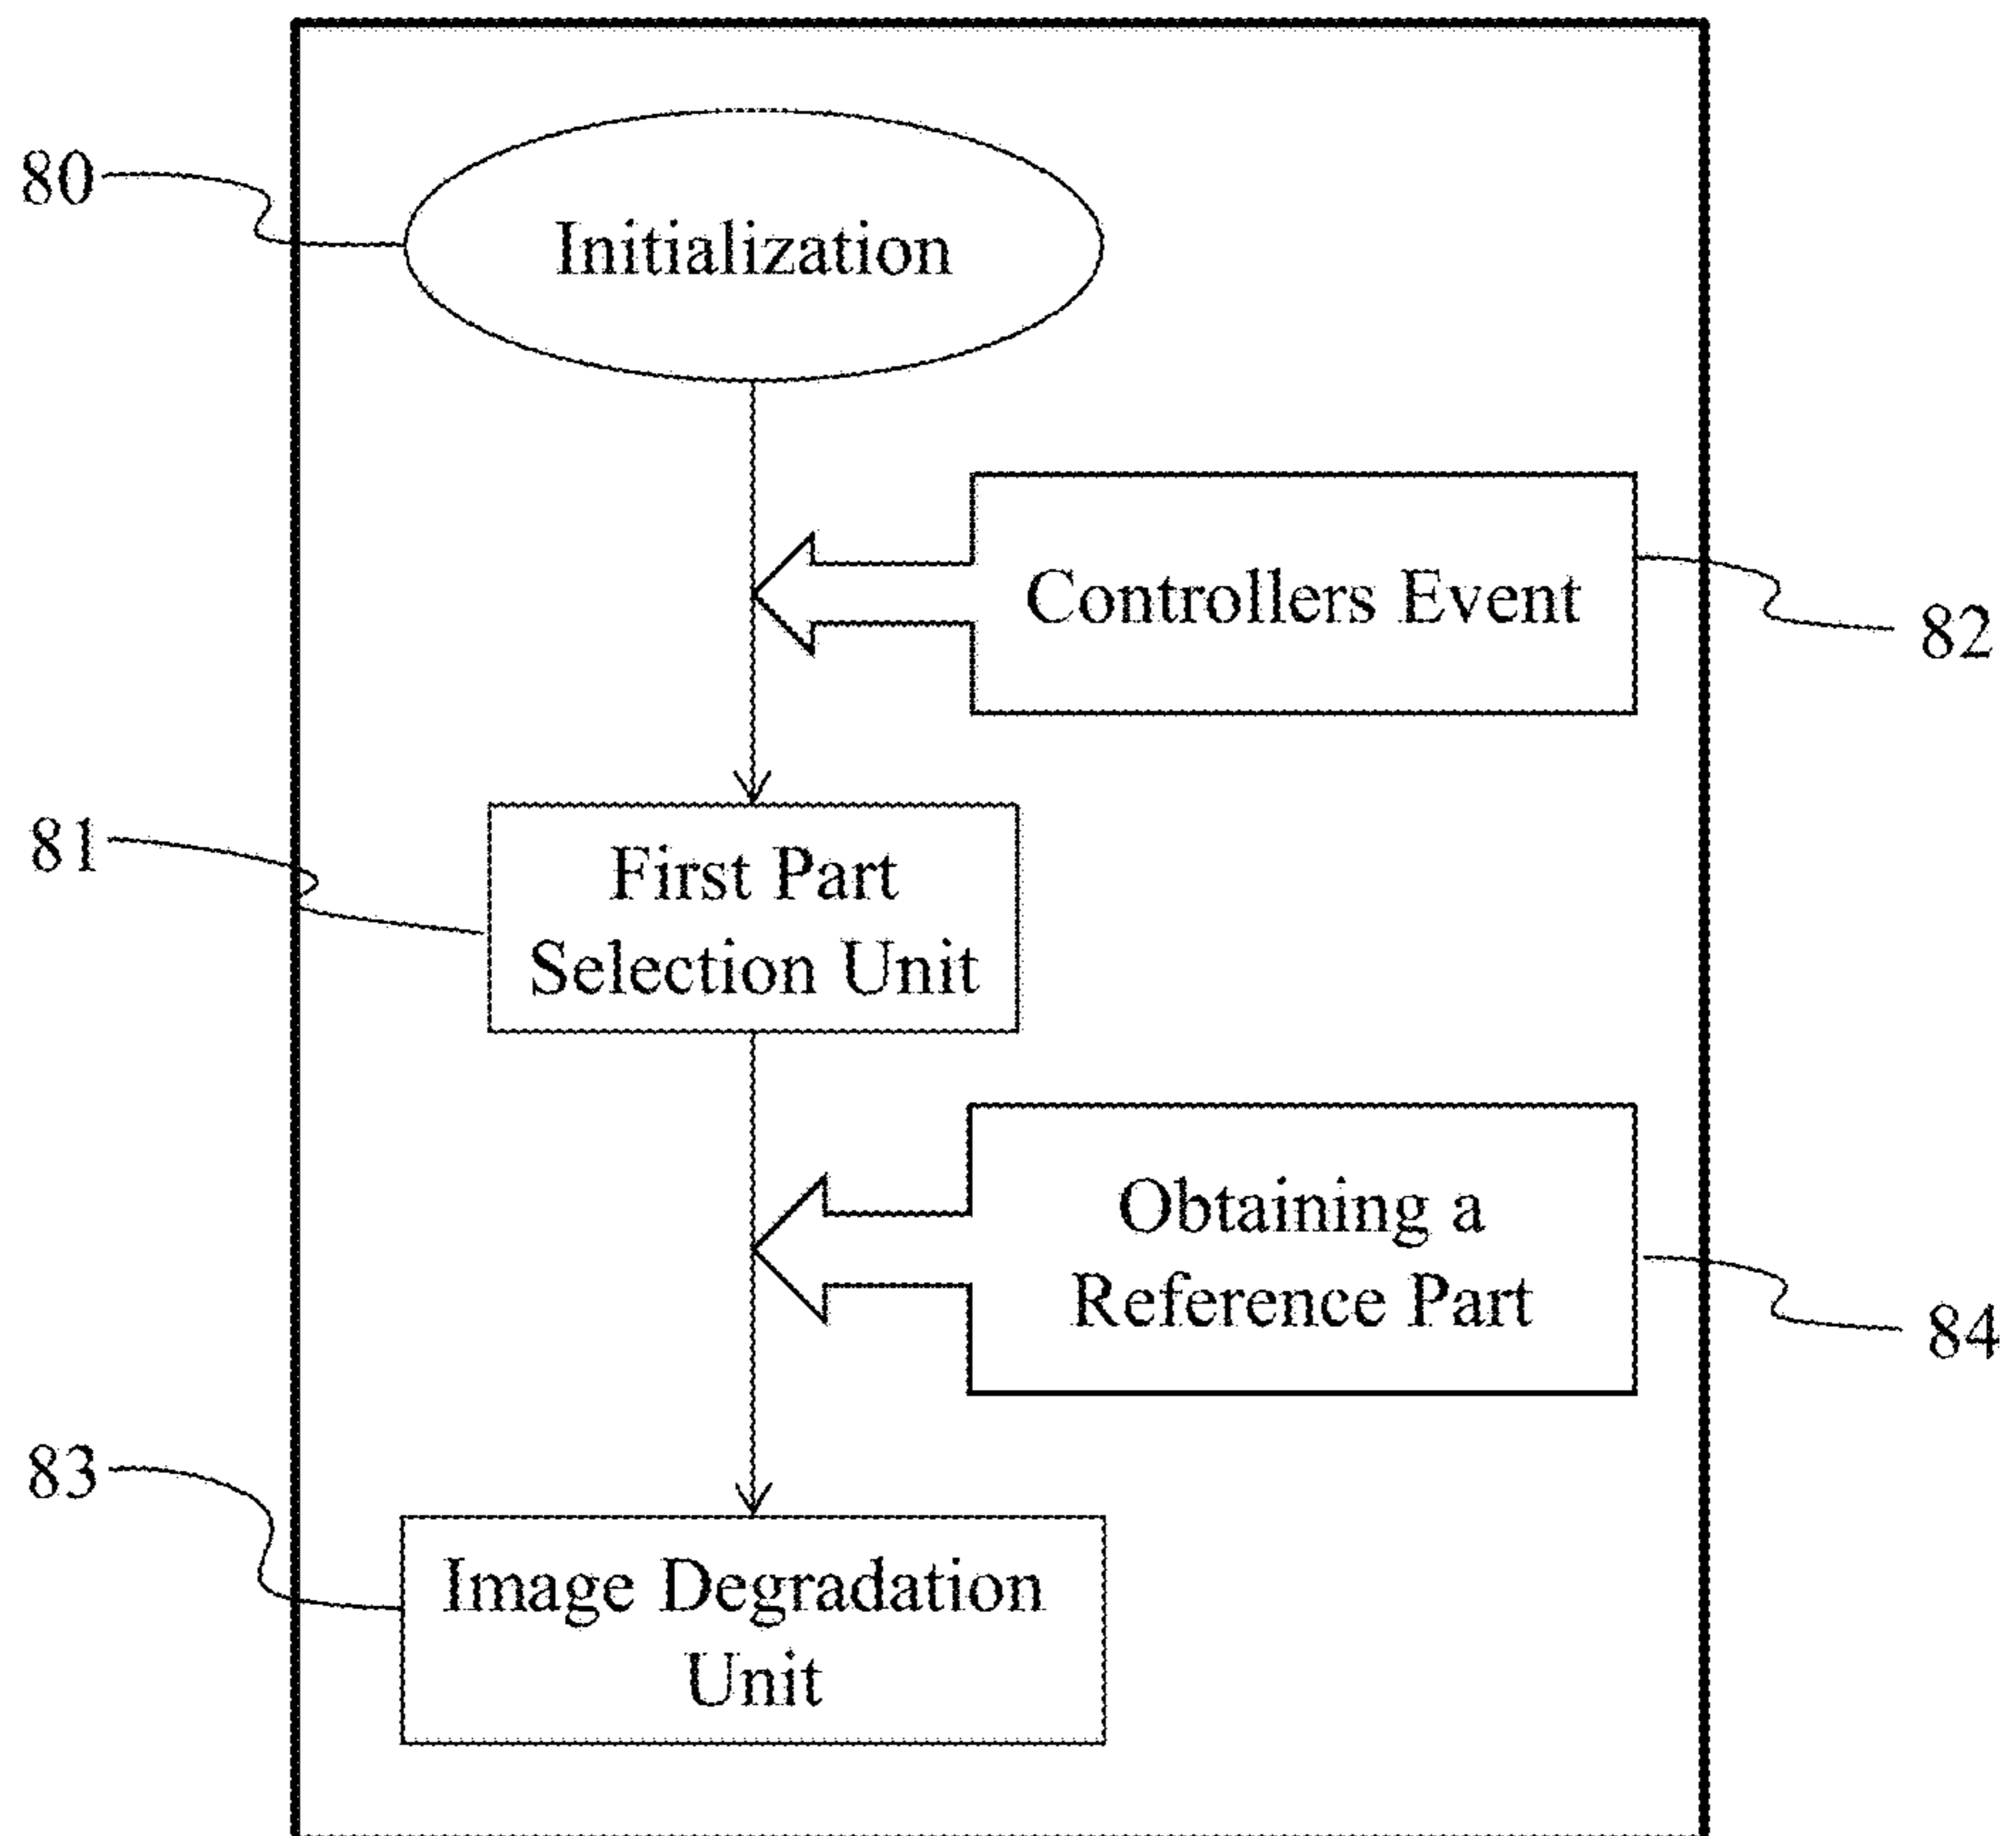 80
Initialization
Controllers Event
82
81
First Part
Selection Unit
Obtaining a
Reference Part
84
83
Image Degradation
Unit